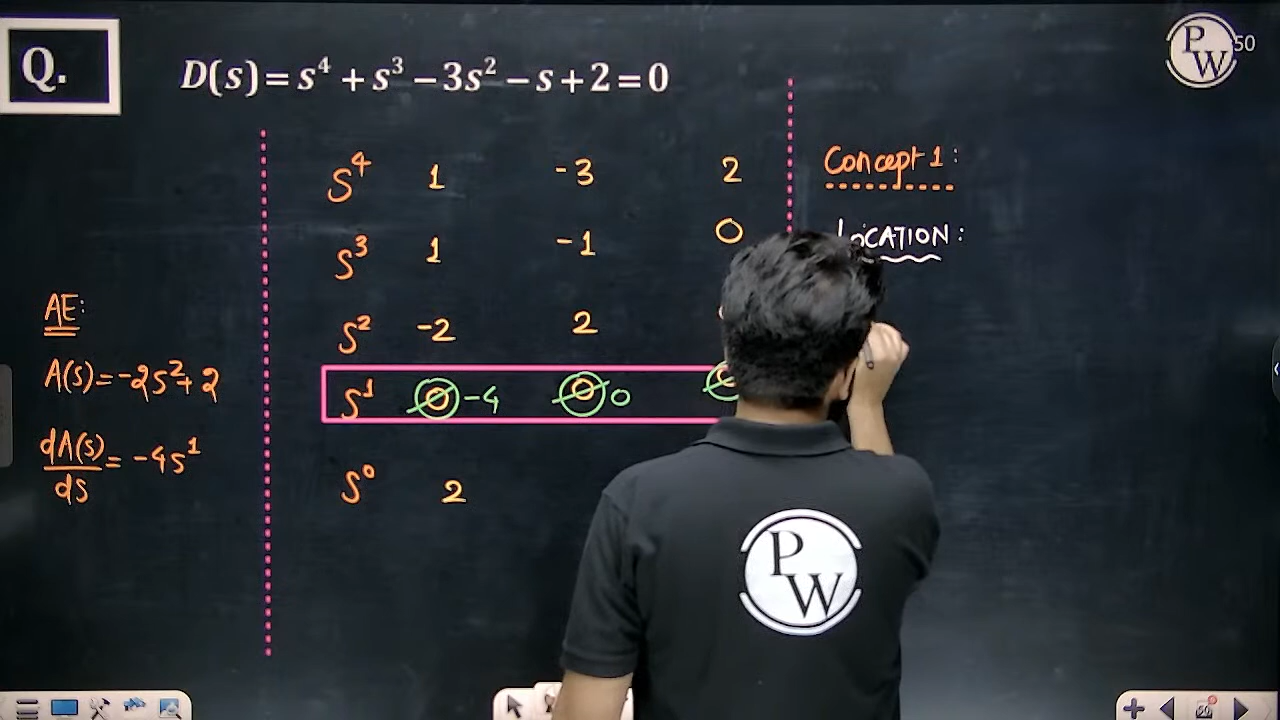 Q.
D(s) = s⁴ + s³ − 3s² − s + 2 = 0
PW 50
S⁴ 1 -3 2
S³ 1 -1 0
S² -2 2
S¹ 0 -4 0 0
S⁰ 2
AE:
A(s) = -2s² + 2
dA(s)/ds = -4s¹
Concept 1:
LOCATION:
PW